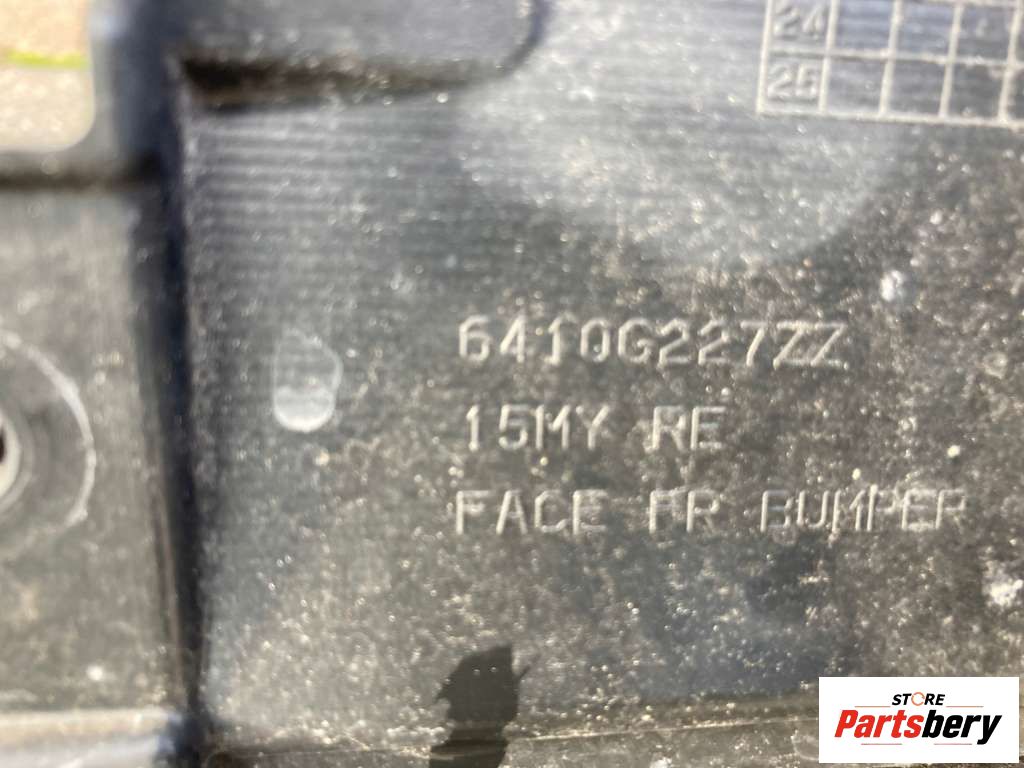 24
25
6410G227ZZ
15MY RE
FACE FR BUMPER
STORE
Partsbery